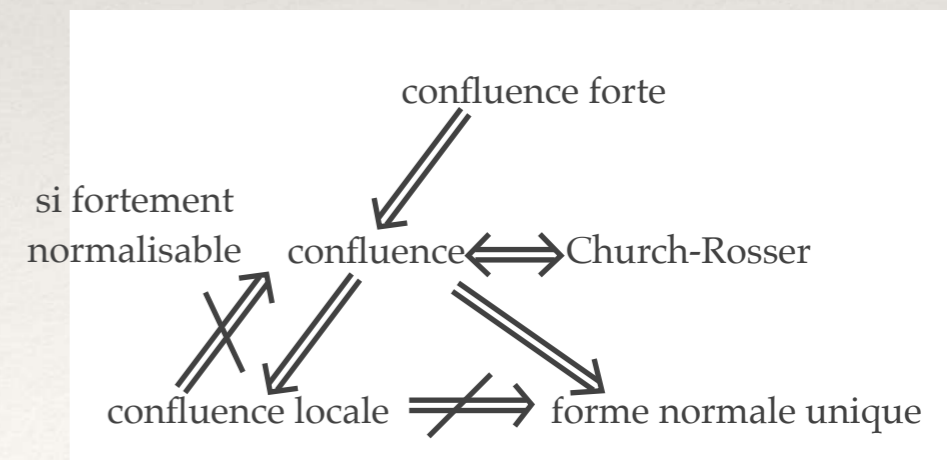 confluence forte
si fortement
normalisable
confluence
Church-Rosser
confluence locale
forme normale unique